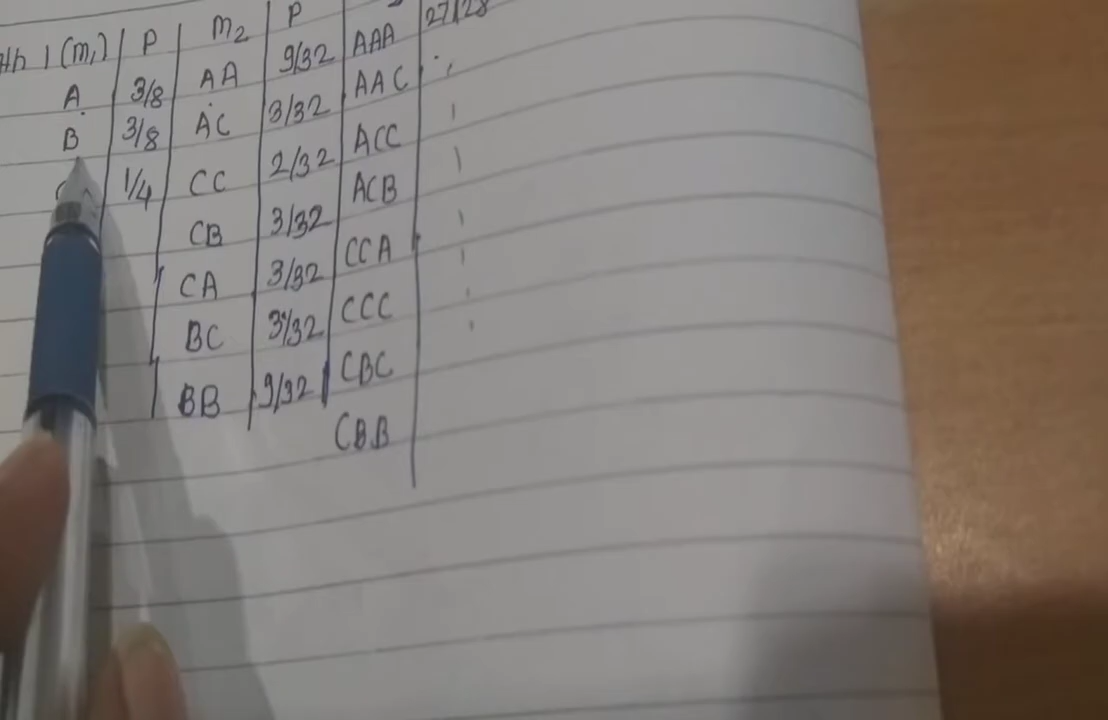 1 (m1) P m2 P 27/128
A 3/8 AA 9/32 AAA
B 3/8 AC 3/32 AAC
1/4 CC 2/32 ACC
CB 3/32 ACB
CA 3/32 CCA
BC 3/32 CCC
BB 9/32 CBC
CBB